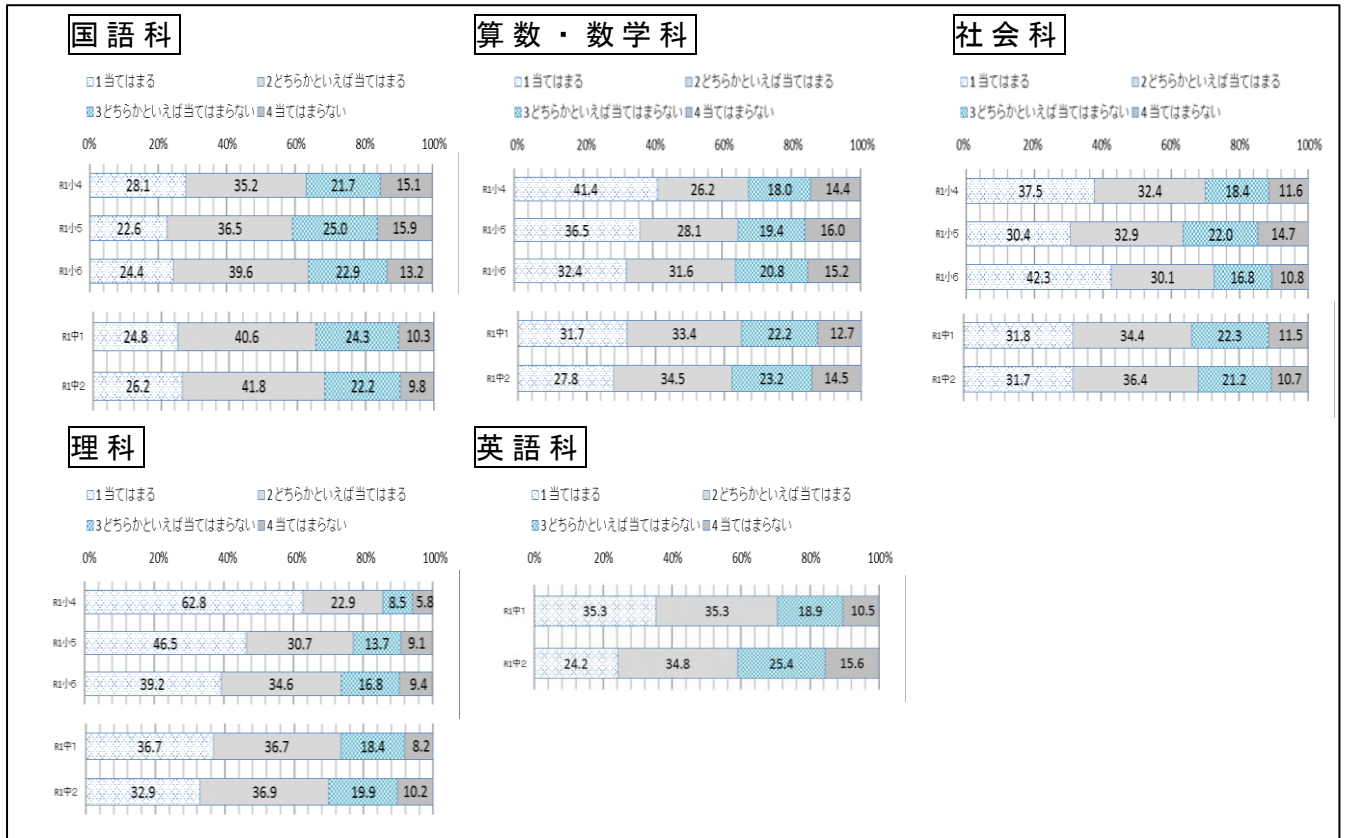 国語科
1当てはまる 2どちらかといえば当てはまる
3どちらかといえば当てはまらない 4当てはまらない
0% 20% 40% 60% 80% 100%
R1小4 28.1 35.2 21.7 15.1
R1小5 22.6 36.5 25.0 15.9
R1小6 24.4 39.6 22.9 13.2
R1中1 24.8 40.6 24.3 10.3
R1中2 26.2 41.8 22.2 9.8
算数・数学科
1当てはまる 2どちらかといえば当てはまる
3どちらかといえば当てはまらない 4当てはまらない
0% 20% 40% 60% 80% 100%
R1小4 41.4 26.2 18.0 14.4
R1小5 36.5 28.1 19.4 16.0
R1小6 32.4 31.6 20.8 15.2
R1中1 31.7 33.4 22.2 12.7
R1中2 27.8 34.5 23.2 14.5
社会科
1当てはまる 2どちらかといえば当てはまる
3どちらかといえば当てはまらない 4当てはまらない
0% 20% 40% 60% 80% 100%
R1小4 37.5 32.4 18.4 11.6
R1小5 30.4 32.9 22.0 14.7
R1小6 42.3 30.1 16.8 10.8
R1中1 31.8 34.4 22.3 11.5
R1中2 31.7 36.4 21.2 10.7
理科
1当てはまる 2どちらかといえば当てはまる
3どちらかといえば当てはまらない 4当てはまらない
0% 20% 40% 60% 80% 100%
R1小4 62.8 22.9 8.5 5.8
R1小5 46.5 30.7 13.7 9.1
R1小6 39.2 34.6 16.8 9.4
R1中1 36.7 36.7 18.4 8.2
R1中2 32.9 36.9 19.9 10.2
英語科
1当てはまる 2どちらかといえば当てはまる
3どちらかといえば当てはまらない 4当てはまらない
0% 20% 40% 60% 80% 100%
R1中1 35.3 35.3 18.9 10.5
R1中2 24.2 34.8 25.4 15.6